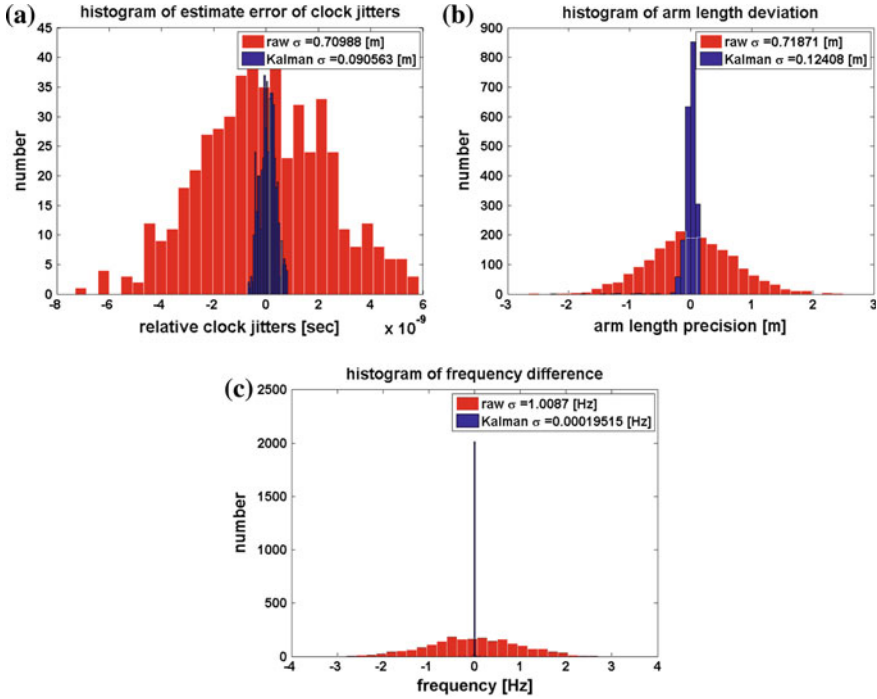 (a)
histogram of estimate error of clock jitters
raw σ =0.70988 [m]
Kalman σ =0.090563 [m]
number
45
40
35
30
25
20
15
10
5
0
-8
-6
-4
-2
0
2
4
6
x 10^-9
relative clock jitters [sec]
(b)
histogram of arm length deviation
raw σ =0.71871 [m]
Kalman σ =0.12408 [m]
number
900
800
700
600
500
400
300
200
100
0
-3
-2
-1
0
1
2
3
arm length precision [m]
(c)
histogram of frequency difference
raw σ =1.0087 [Hz]
Kalman σ =0.00019515 [Hz]
number
2500
2000
1500
1000
500
0
-4
-3
-2
-1
0
1
2
3
4
frequency [Hz]